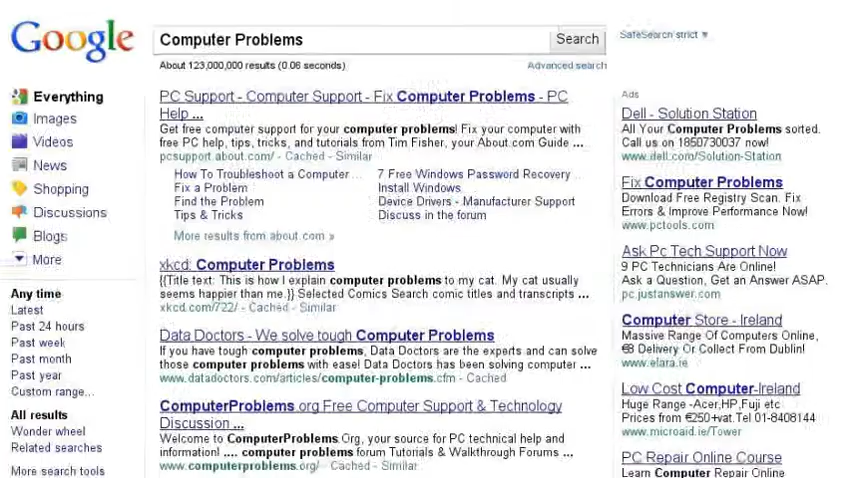 Google
Computer Problems
Search
SafeSearch strict ▼
About 123,000,000 results (0.06 seconds)
Advanced search
Everything
Images
Videos
News
Shopping
Discussions
Blogs
More
Any time
Latest
Past 24 hours
Past week
Past month
Past year
Custom range...
All results
Wonder wheel
Related searches
More search tools
PC Support - Computer Support - Fix Computer Problems - PC
Help ...
Get free computer support for your computer problems! Fix your computer with
free PC help, tips, tricks, and tutorials from Tim Fisher, your About.com Guide ...
pcsupport.about.com/ - Cached - Similar
How To Troubleshoot a Computer ...
Fix a Problem
Find the Problem
Tips & Tricks
7 Free Windows Password Recovery ...
Install Windows
Device Drivers - Manufacturer Support
Discuss in the forum
More results from about.com »
xkcd: Computer Problems
{{Title text: This is how I explain computer problems to my cat. My cat usually
seems happier than me.}} Selected Comics Search comic titles and transcripts ...
xkcd.com/722/ - Cached - Similar
Data Doctors - We solve tough Computer Problems
If you have tough computer problems, Data Doctors are the experts and can solve
those computer problems with ease! Data Doctors has been solving computer ...
www.datadoctors.com/articles/computer-problems.cfm - Cached
ComputerProblems.org Free Computer Support & Technology
Discussion ...
Welcome to ComputerProblems.Org, your source for PC technical help and
information! .... computer problems forum Tutorials & Walkthrough Forums ...
www.computerproblems.org/ - Cached - Similar
Ads
Dell - Solution Station
All Your Computer Problems sorted.
Call us on 1850730037 now!
www.dell.com/Solution-Station
Fix Computer Problems
Download Free Registry Scan. Fix
Errors & Improve Performance Now!
www.pctools.com
Ask Pc Tech Support Now
9 PC Technicians Are Online!
Ask a Question, Get an Answer ASAP.
pc.justanswer.com
Computer Store - Ireland
Massive Range Of Computers Online,
€8 Delivery Or Collect From Dublin!
www.elara.ie
Low Cost Computer-Ireland
Huge Range -Acer,HP,Fuji etc
Prices from €250+vat.Tel 01-8408144
www.microaid.ie/Tower
PC Repair Online Course
Learn Computer Repair Online